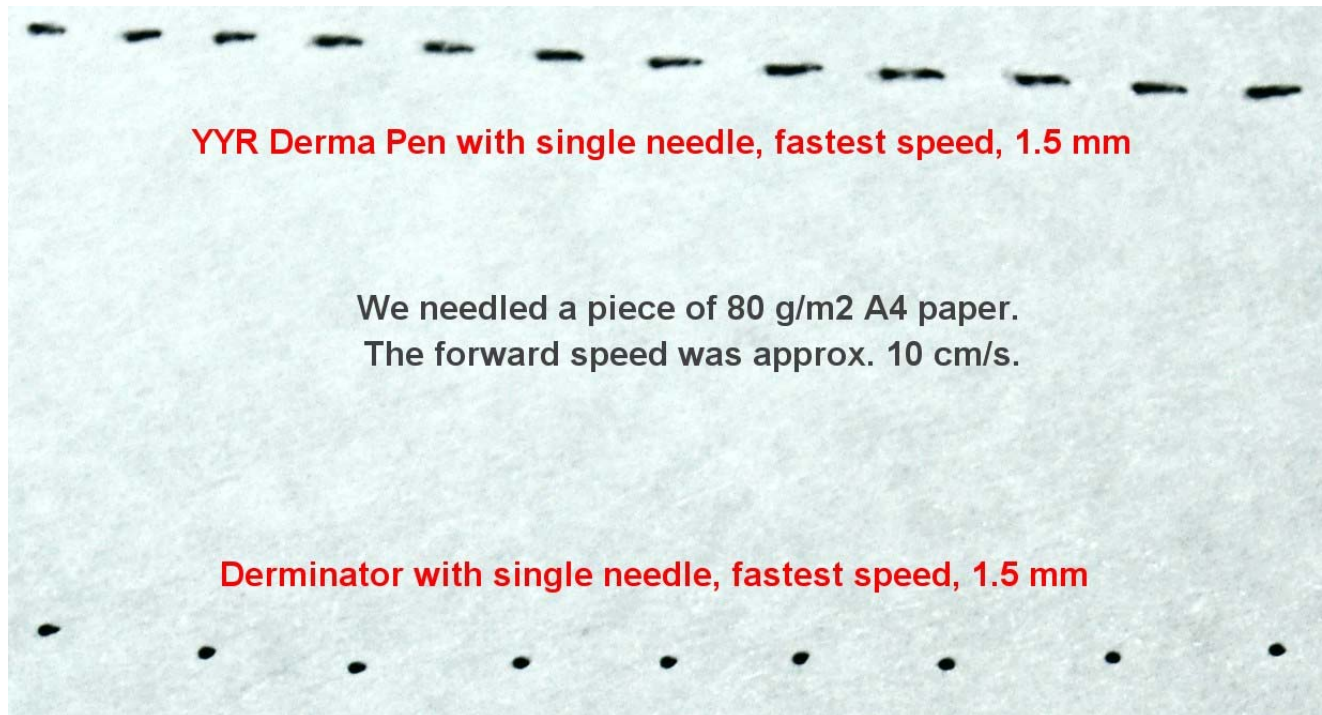 YYR Derma Pen with single needle, fastest speed, 1.5 mm
We needled a piece of 80 g/m2 A4 paper.
The forward speed was approx. 10 cm/s.
Derminator with single needle, fastest speed, 1.5 mm